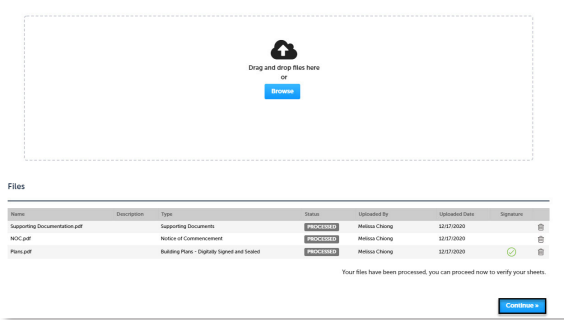 Drag and drop files here
or
Browse
Files
Name Description Type Status Uploaded By Uploaded Date Signature
Supporting Documentation.pdf Supporting Documents PROCESSED Melissa Chiong 12/17/2020
NOC.pdf Notice of Commencement PROCESSED Melissa Chiong 12/17/2020
Plans.pdf Building Plans - Digitally Signed and Sealed PROCESSED Melissa Chiong 12/17/2020
Your files have been processed, you can proceed now to verify your sheets.
Continue »